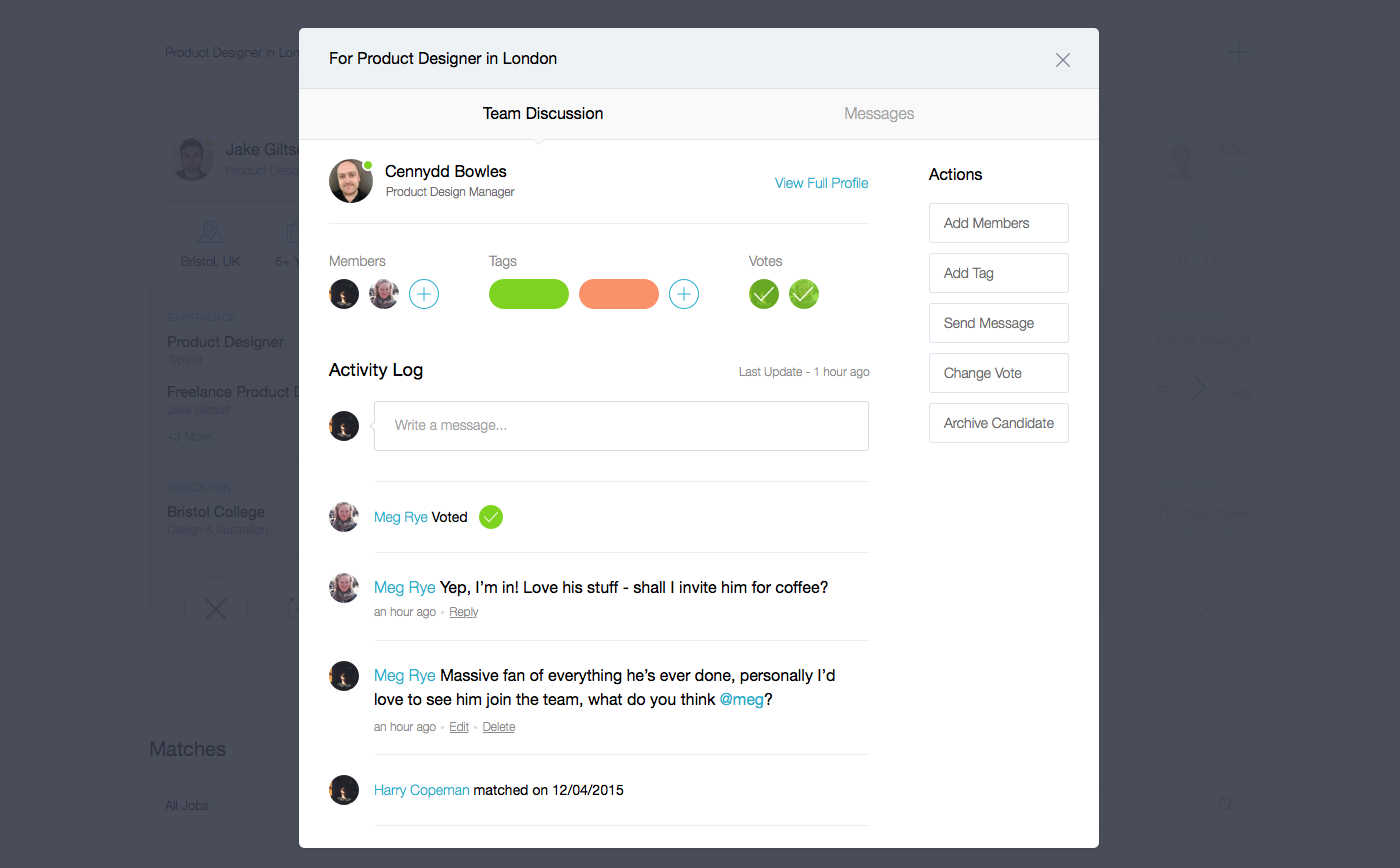 For Product Designer in London
Team Discussion
Messages
Cennydd Bowles
Product Design Manager
View Full Profile
Members
Tags
Votes
Activity Log
Last Update - 1 hour ago
Write a message...
Meg Rye Voted
Meg Rye Yep, I’m in! Love his stuff - shall I invite him for coffee?
an hour ago • Reply
Meg Rye Massive fan of everything he’s ever done, personally I’d
love to see him join the team, what do you think @meg?
an hour ago • Edit • Delete
Harry Copeman matched on 12/04/2015
Actions
Add Members
Add Tag
Send Message
Change Vote
Archive Candidate
Product Designer in Lon
Jake Giltso
Product Desig
Bristol, UK
5+ Y
EXPERIENCE
Product Designer
Typeist
Freelance Product D
Jake Giltsoff
+3 More
EDUCATION
Bristol College
Design & Illustration
Matches
All Jobs
Alfie
UI/UX Designer